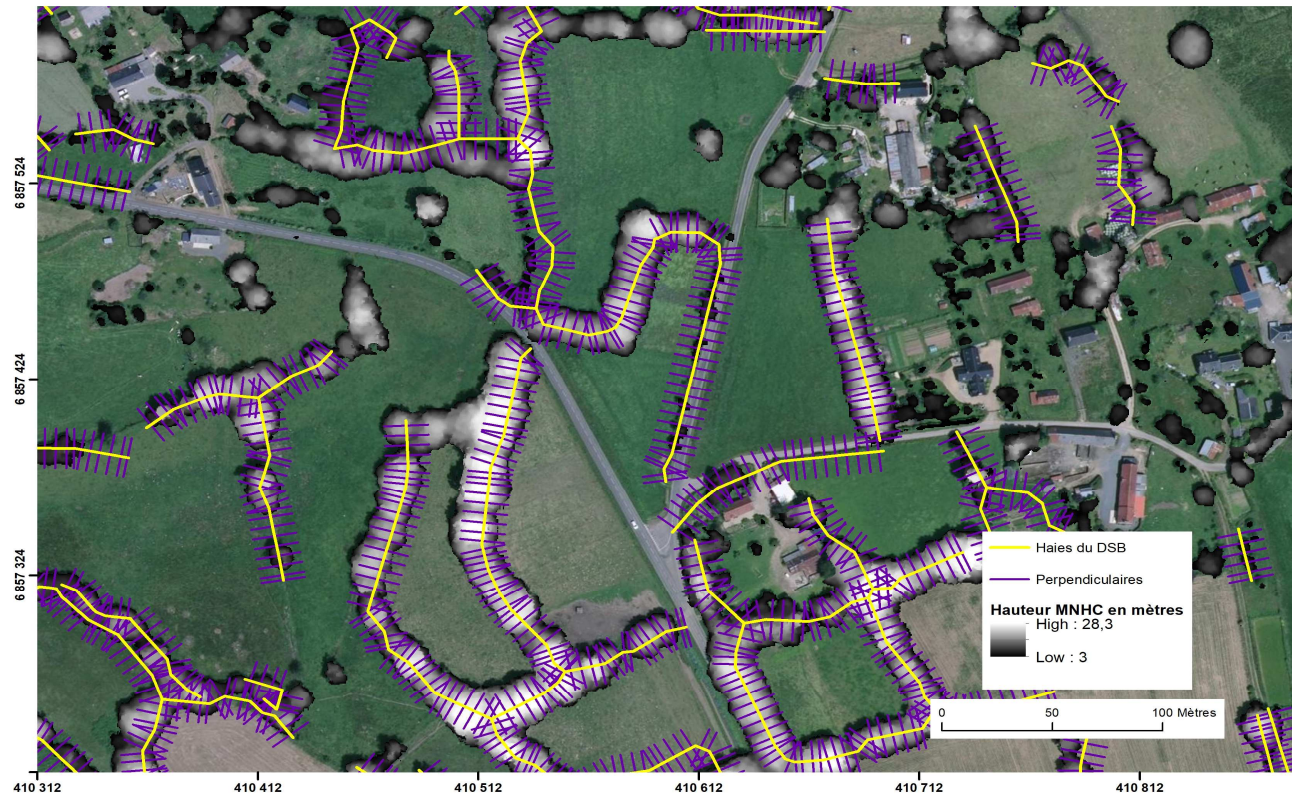 6 857 524
6 857 424
6 857 324
Haies du DSB
Perpendiculaires
Hauteur MNHC en mètres
High : 28,3
Low : 3
0 50 100 Mètres
410 312 410 412 410 512 410 612 410 712 410 812